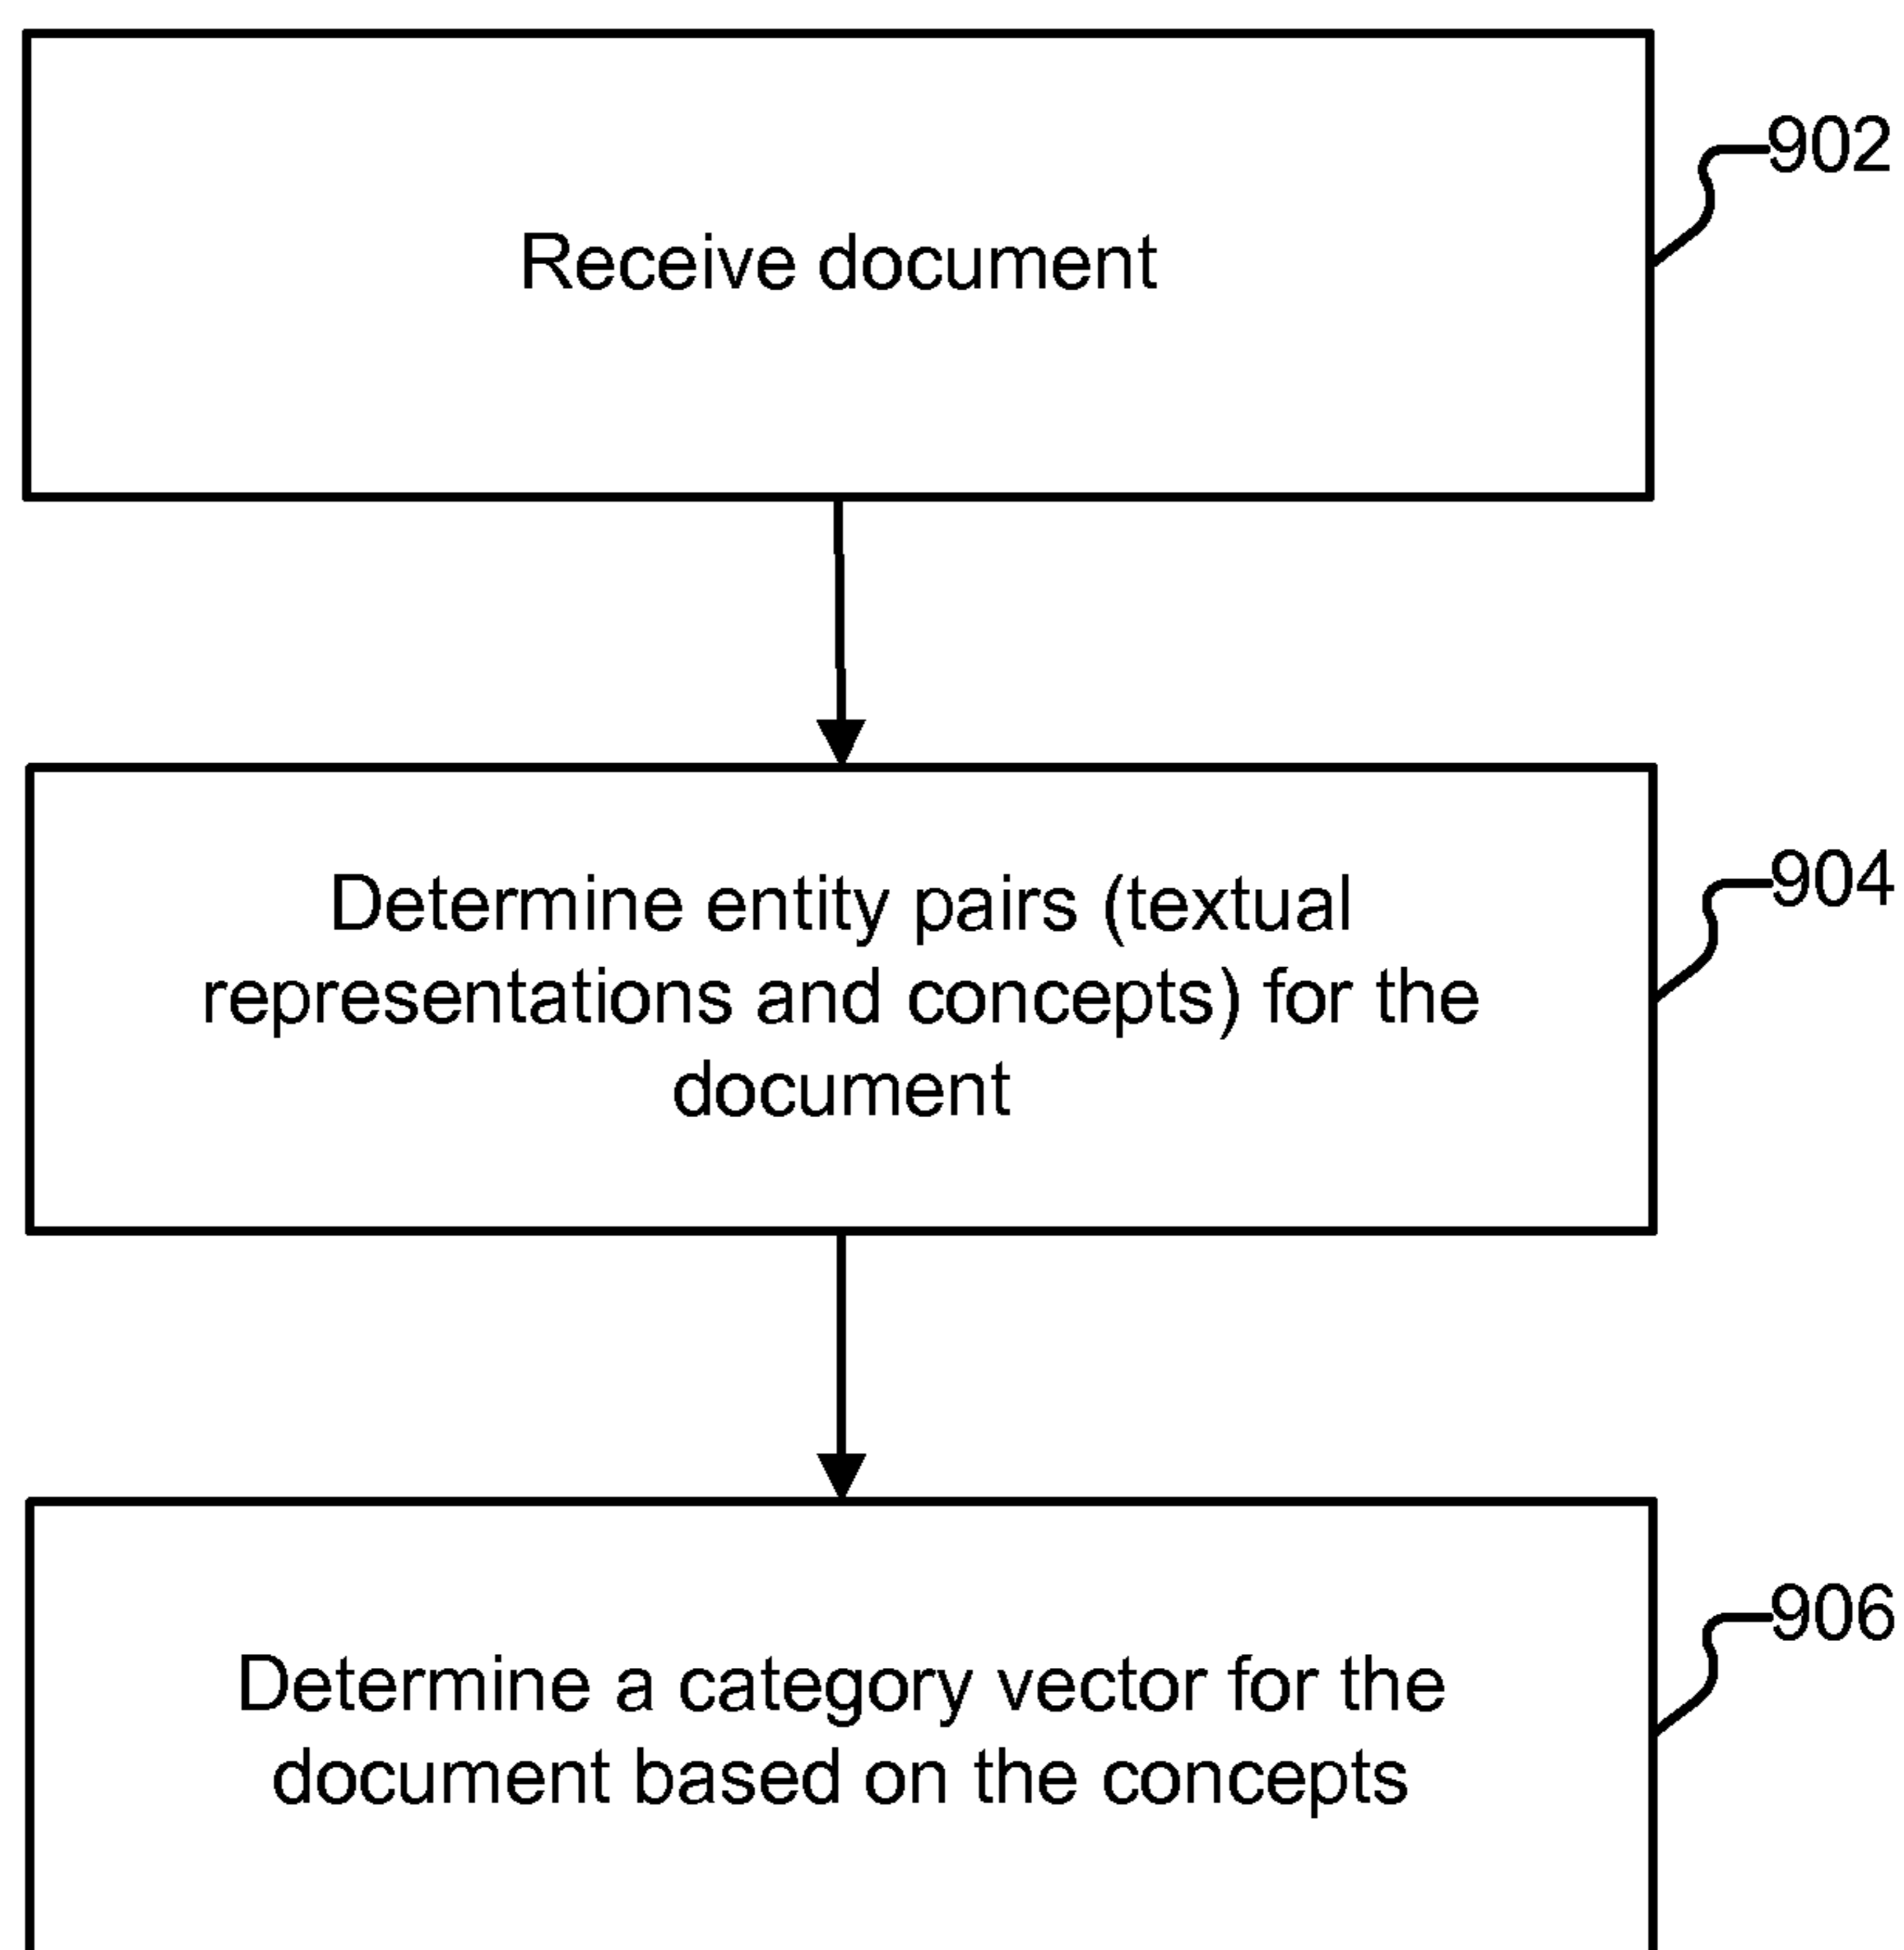 902
Receive document
904
Determine entity pairs (textual
representations and concepts) for the
document
906
Determine a category vector for the
document based on the concepts